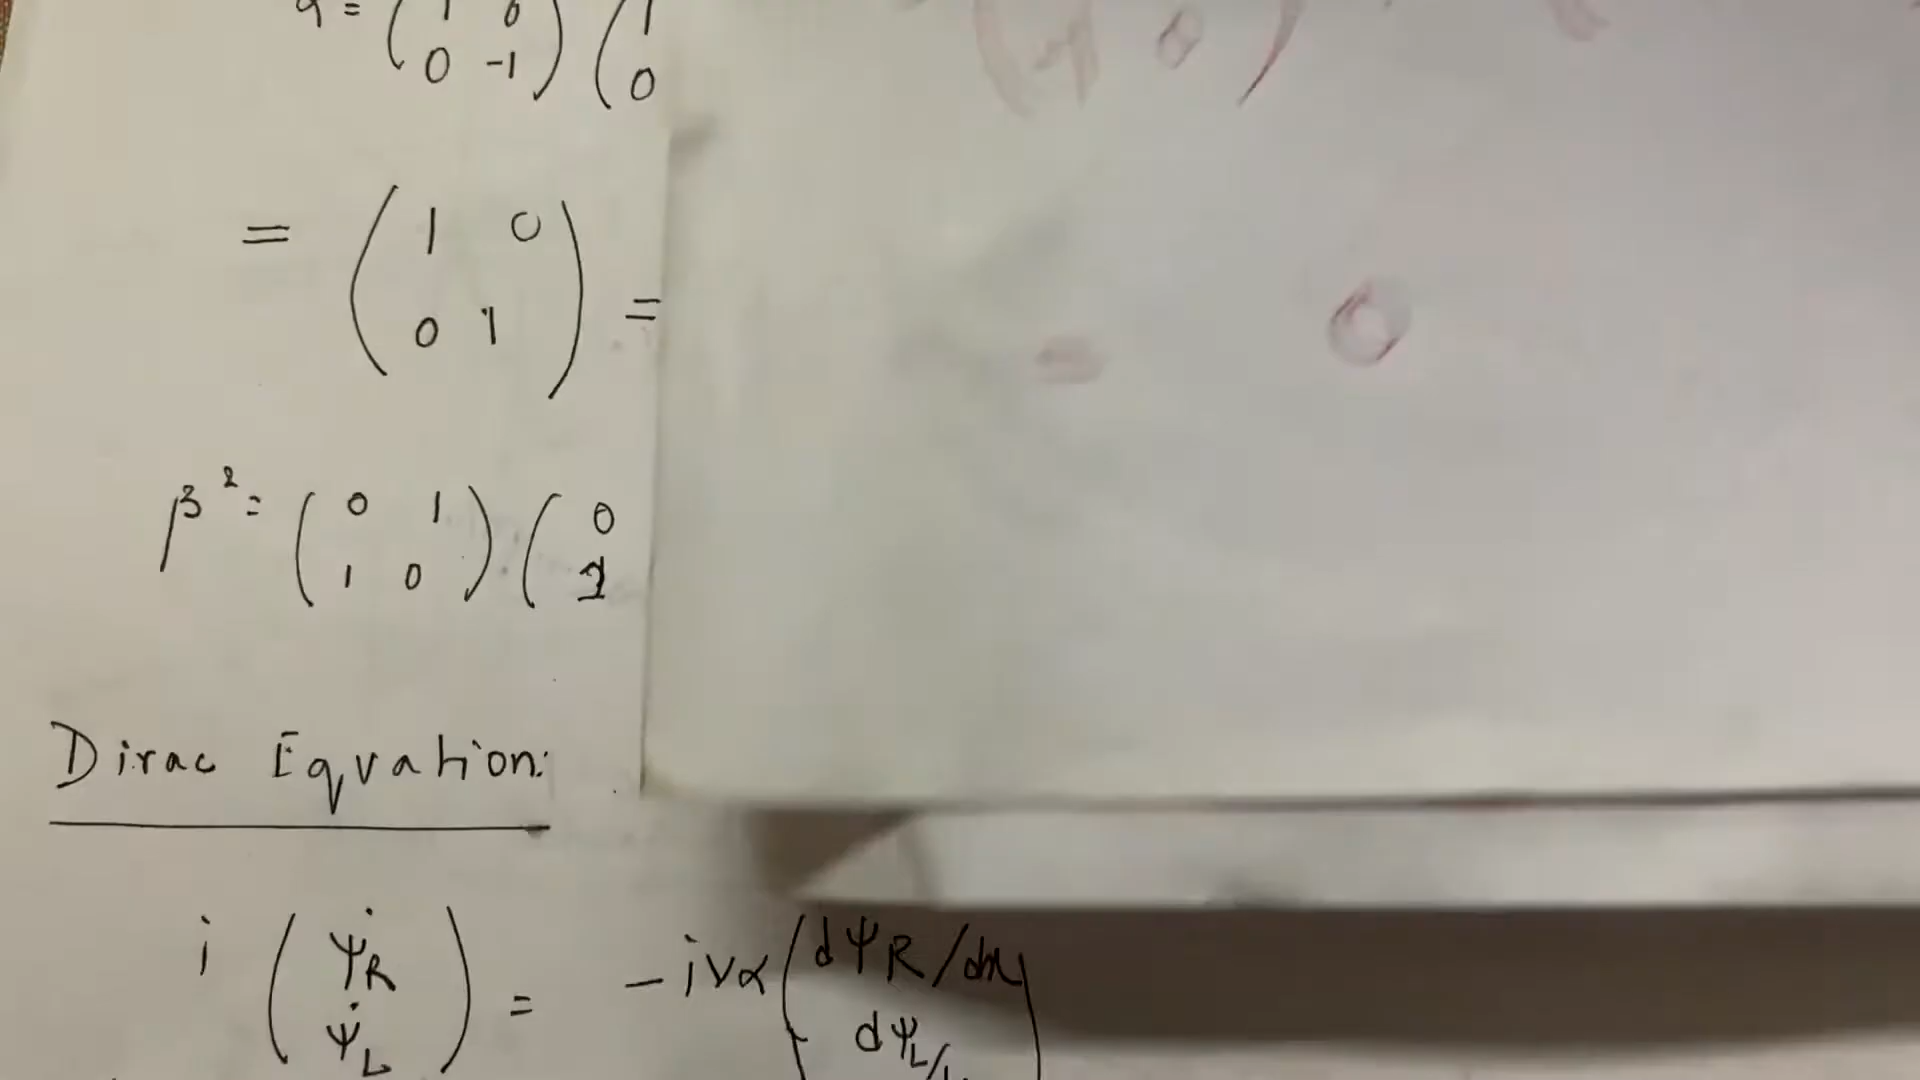 α = ( 1 0 ) ( 1
0 -1 0
= ( 1 0 ) =
0 1
β² = ( 0 1 ) ( 0
1 0 1
Dirac Equation:
i ( ψ̇R ) = -ivα ( dψR/dx )
ψ̇L dψL/
= 0